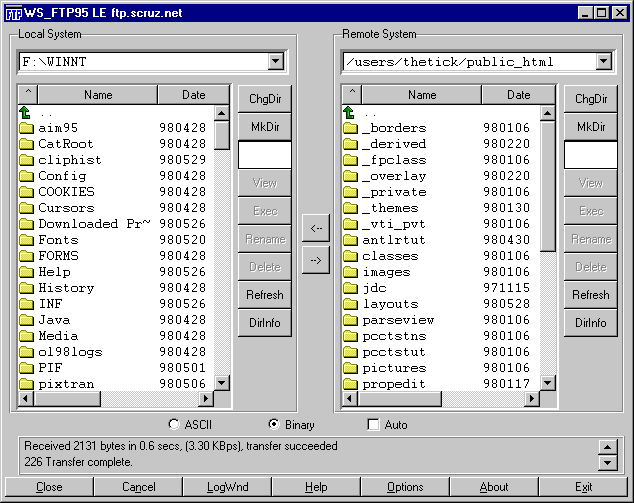 WS_FTP95 LE ftp.scruz.net
Local System
F:\WINNT
^ Name Date
..
aim95 980428
CatRoot 980428
cliphist 980529
Config 980428
COOKIES 980428
Cursors 980428
Downloaded Pr~ 980526
Fonts 980520
FORMS 980428
Help 980526
History 980428
INF 980528
Java 980428
Media 980428
ol98logs 980428
PIF 980501
pixtran 980506
ChgDir
MkDir
View
Exec
Rename
Delete
Refresh
DirInfo
<--
-->
Remote System
/users/thetick/public_html
^ Name Date
..
_borders 980106
_derived 980220
_fpclass 980106
_overlay 980220
_private 980106
_themes 980130
_vti_pvt 980106
antlrtut 980430
classes 980106
images 980106
jdc 971115
layouts 980528
parseview 980106
pcctstns 980106
pcctstut 980106
pictures 980106
propedit 980117
ChgDir
MkDir
View
Exec
Rename
Delete
Refresh
DirInfo
ASCII Binary Auto
Received 2131 bytes in 0.6 secs, (3.30 KBps), transfer succeeded
226 Transfer complete.
Close Cancel LogWnd Help Options About Exit